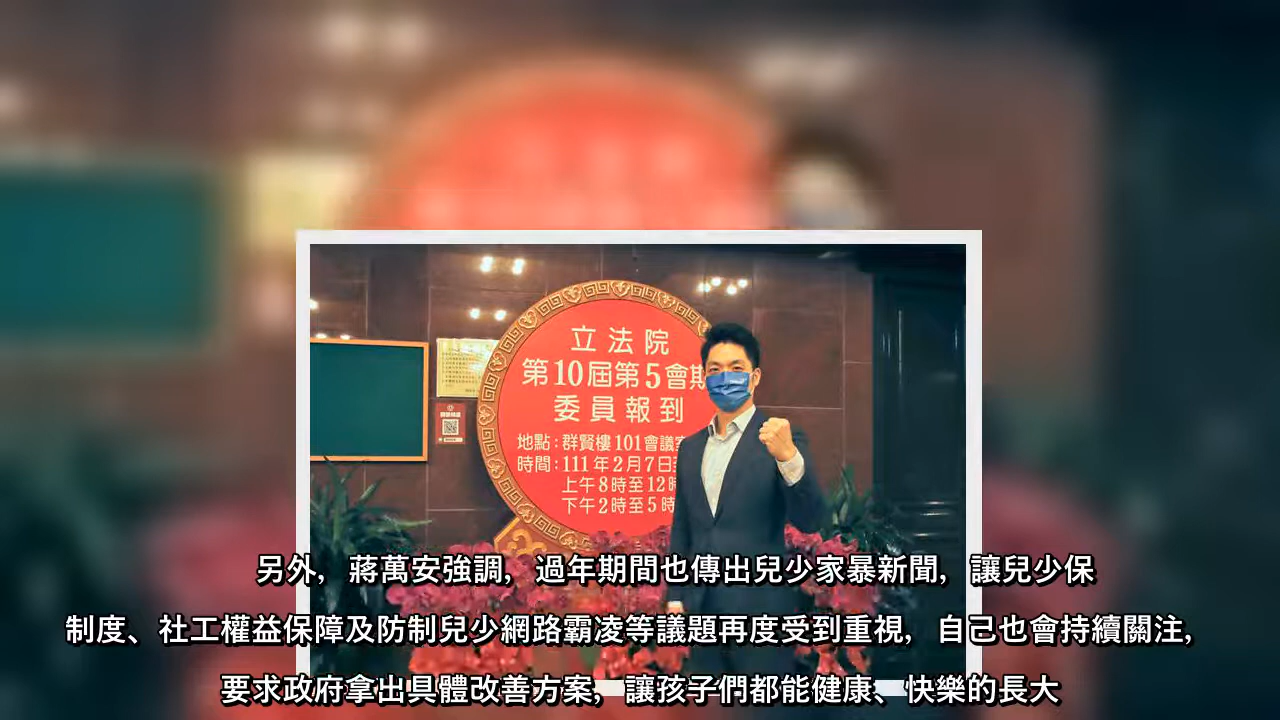 立法院
第10屆第5會期
委員報到
地點:群賢樓101會議室
時間:111年2月7日
上午8時至12時
下午2時至5時
另外，蔣萬安強調，過年期間也傳出兒少家暴新聞，讓兒少保
制度、社工權益保障及防制兒少網路霸凌等議題再度受到重視，自己也會持續關注，
要求政府拿出具體改善方案，讓孩子們都能健康、快樂的長大